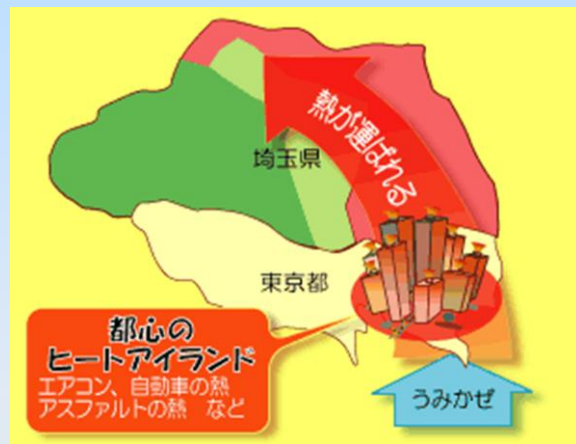 熱が運ばれる
埼玉県
東京都
都心の
ヒートアイランド
エアコン、自動車の熱
アスファルトの熱 など
うみかぜ